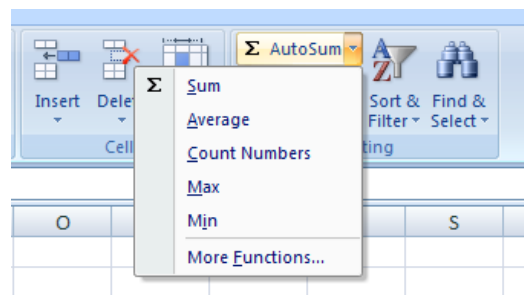 Σ AutoSum
Insert Dele Sort & Find &
Filter Select
Cell ting
Σ Sum
Average
Count Numbers
Max
Min
More Functions...
O S